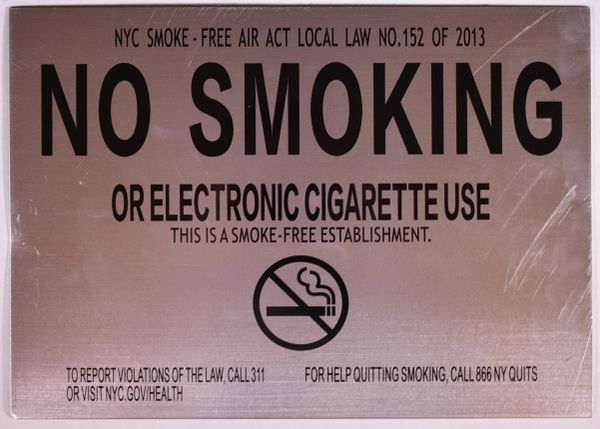 NYC SMOKE - FREE AIR ACT LOCAL LAW NO.152 OF 2013
NO SMOKING
OR ELECTRONIC CIGARETTE USE
THIS IS A SMOKE-FREE ESTABLISHMENT.
TO REPORT VIOLATIONS OF THE LAW, CALL 311
OR VISIT NYC.GOV/HEALTH
FOR HELP QUITTING SMOKING, CALL 866 NY QUITS